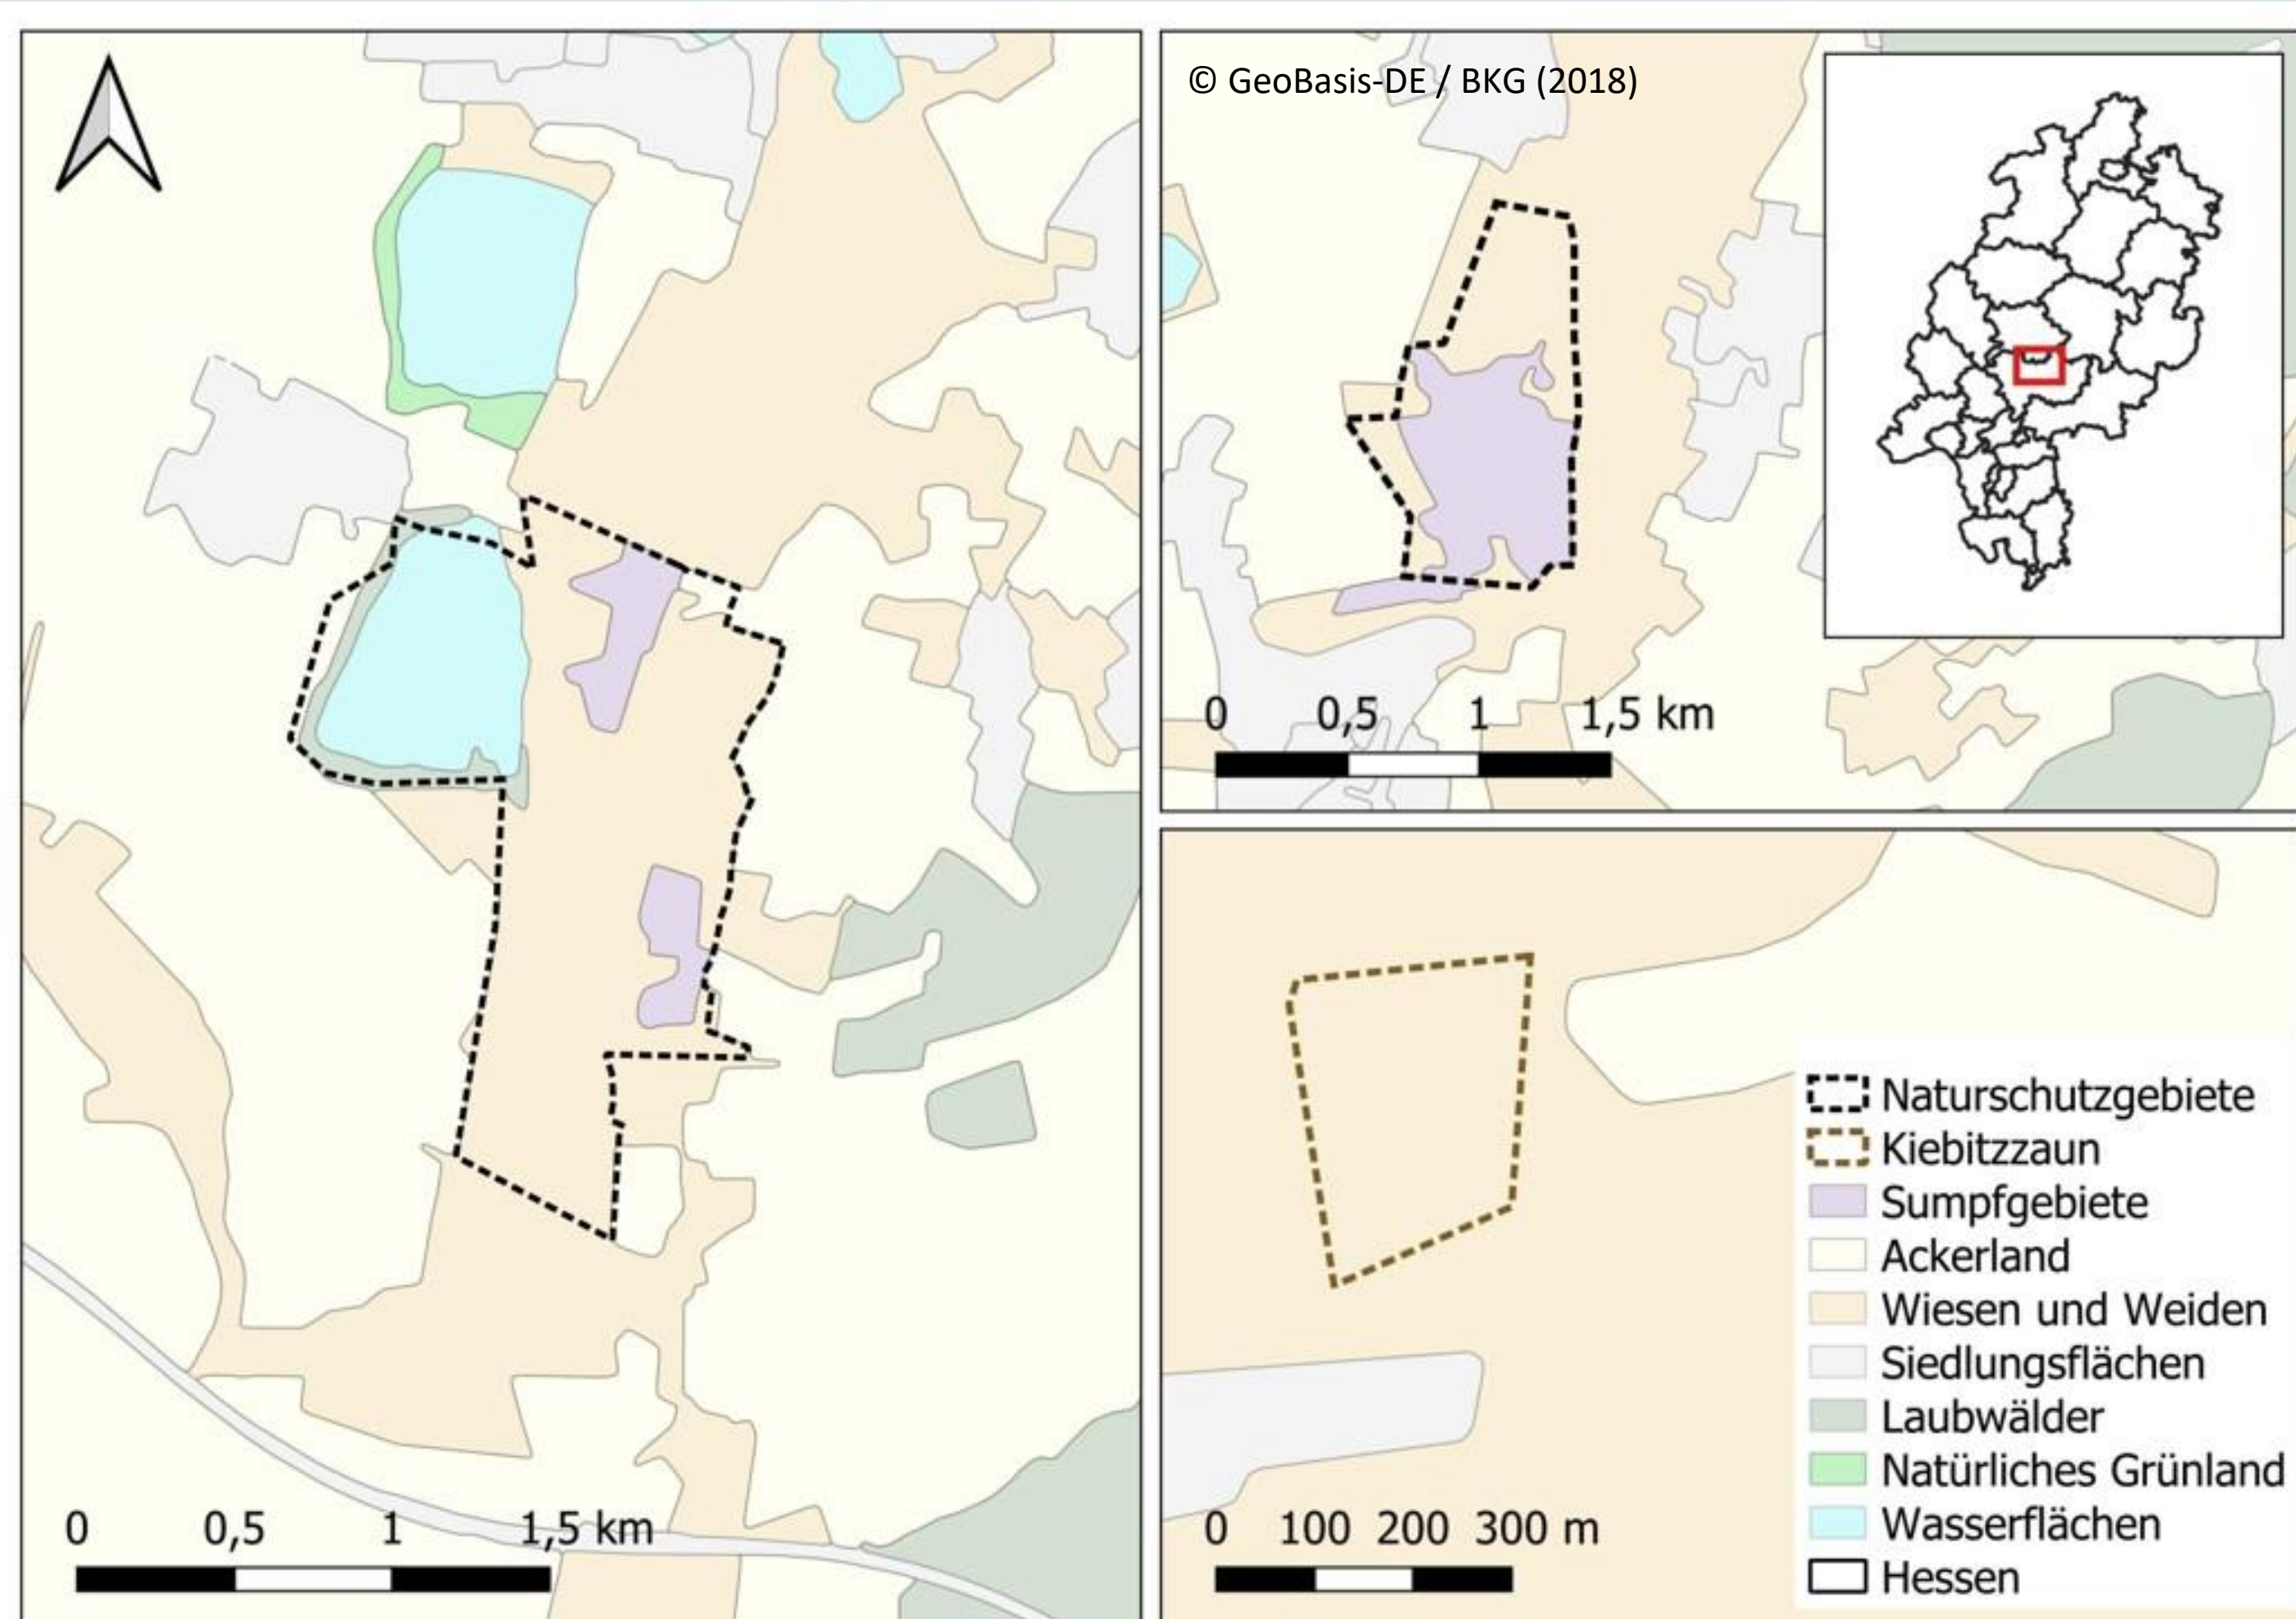 © GeoBasis-DE / BKG (2018)
0 0,5 1 1,5 km
0 0,5 1 1,5 km
0 100 200 300 m
Naturschutzgebiete
Kiebitzzaun
Sumpfgebiete
Ackerland
Wiesen und Weiden
Siedlungsflächen
Laubwälder
Natürliches Grünland
Wasserflächen
Hessen